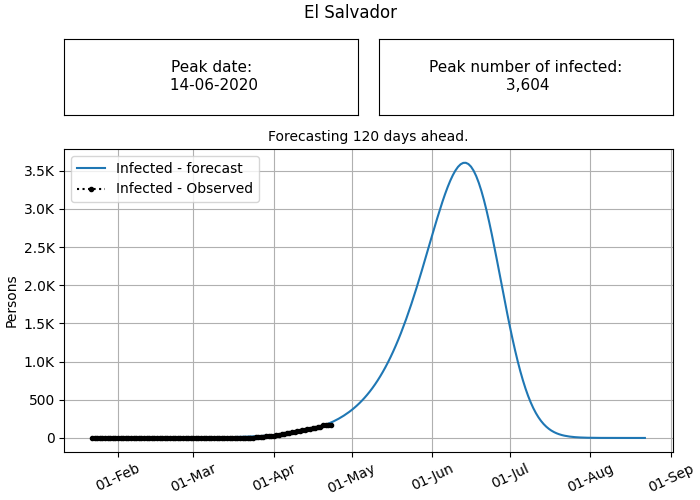 El Salvador
Peak date:
14-06-2020
Peak number of infected:
3,604
Forecasting 120 days ahead.
Infected - forecast
Infected - Observed
3.5K
3.0K
2.5K
2.0K
1.5K
1.0K
500
0
Persons
01-Feb
01-Mar
01-Apr
01-May
01-Jun
01-Jul
01-Aug
01-Sep